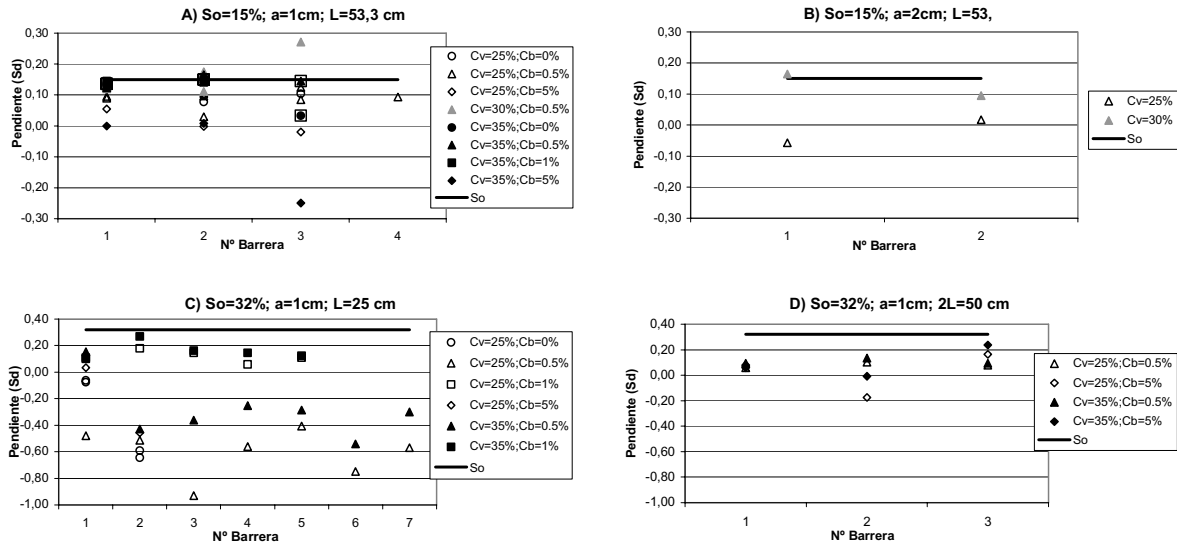 A) So=15%; a=1cm; L=53,3 cm
Pendiente (Sd)
0,30
0,20
0,10
0,00
-0,10
-0,20
-0,30
1 2 3 4
Nº Barrera
Cv=25%;Cb=0%
Cv=25%;Cb=0.5%
Cv=25%;Cb=5%
Cv=30%;Cb=0.5%
Cv=35%;Cb=0%
Cv=35%;Cb=0.5%
Cv=35%;Cb=1%
Cv=35%;Cb=5%
So
B) So=15%; a=2cm; L=53,
Pendiente (Sd)
0,30
0,20
0,10
0,00
-0,10
-0,20
-0,30
1 2
Nº Barrera
Cv=25%
Cv=30%
So
C) So=32%; a=1cm; L=25 cm
Pendiente (Sd)
0,40
0,20
0,00
-0,20
-0,40
-0,60
-0,80
-1,00
1 2 3 4 5 6 7
Nº Barrera
Cv=25%;Cb=0%
Cv=25%;Cb=0.5%
Cv=25%;Cb=1%
Cv=25%;Cb=5%
Cv=35%;Cb=0.5%
Cv=35%;Cb=1%
So
D) So=32%; a=1cm; 2L=50 cm
Pendiente (Sd)
0,40
0,20
0,00
-0,20
-0,40
-0,60
-0,80
-1,00
1 2 3
Nº Barrera
Cv=25%;Cb=0.5%
Cv=25%;Cb=5%
Cv=35%;Cb=0.5%
Cv=35%;Cb=5%
So